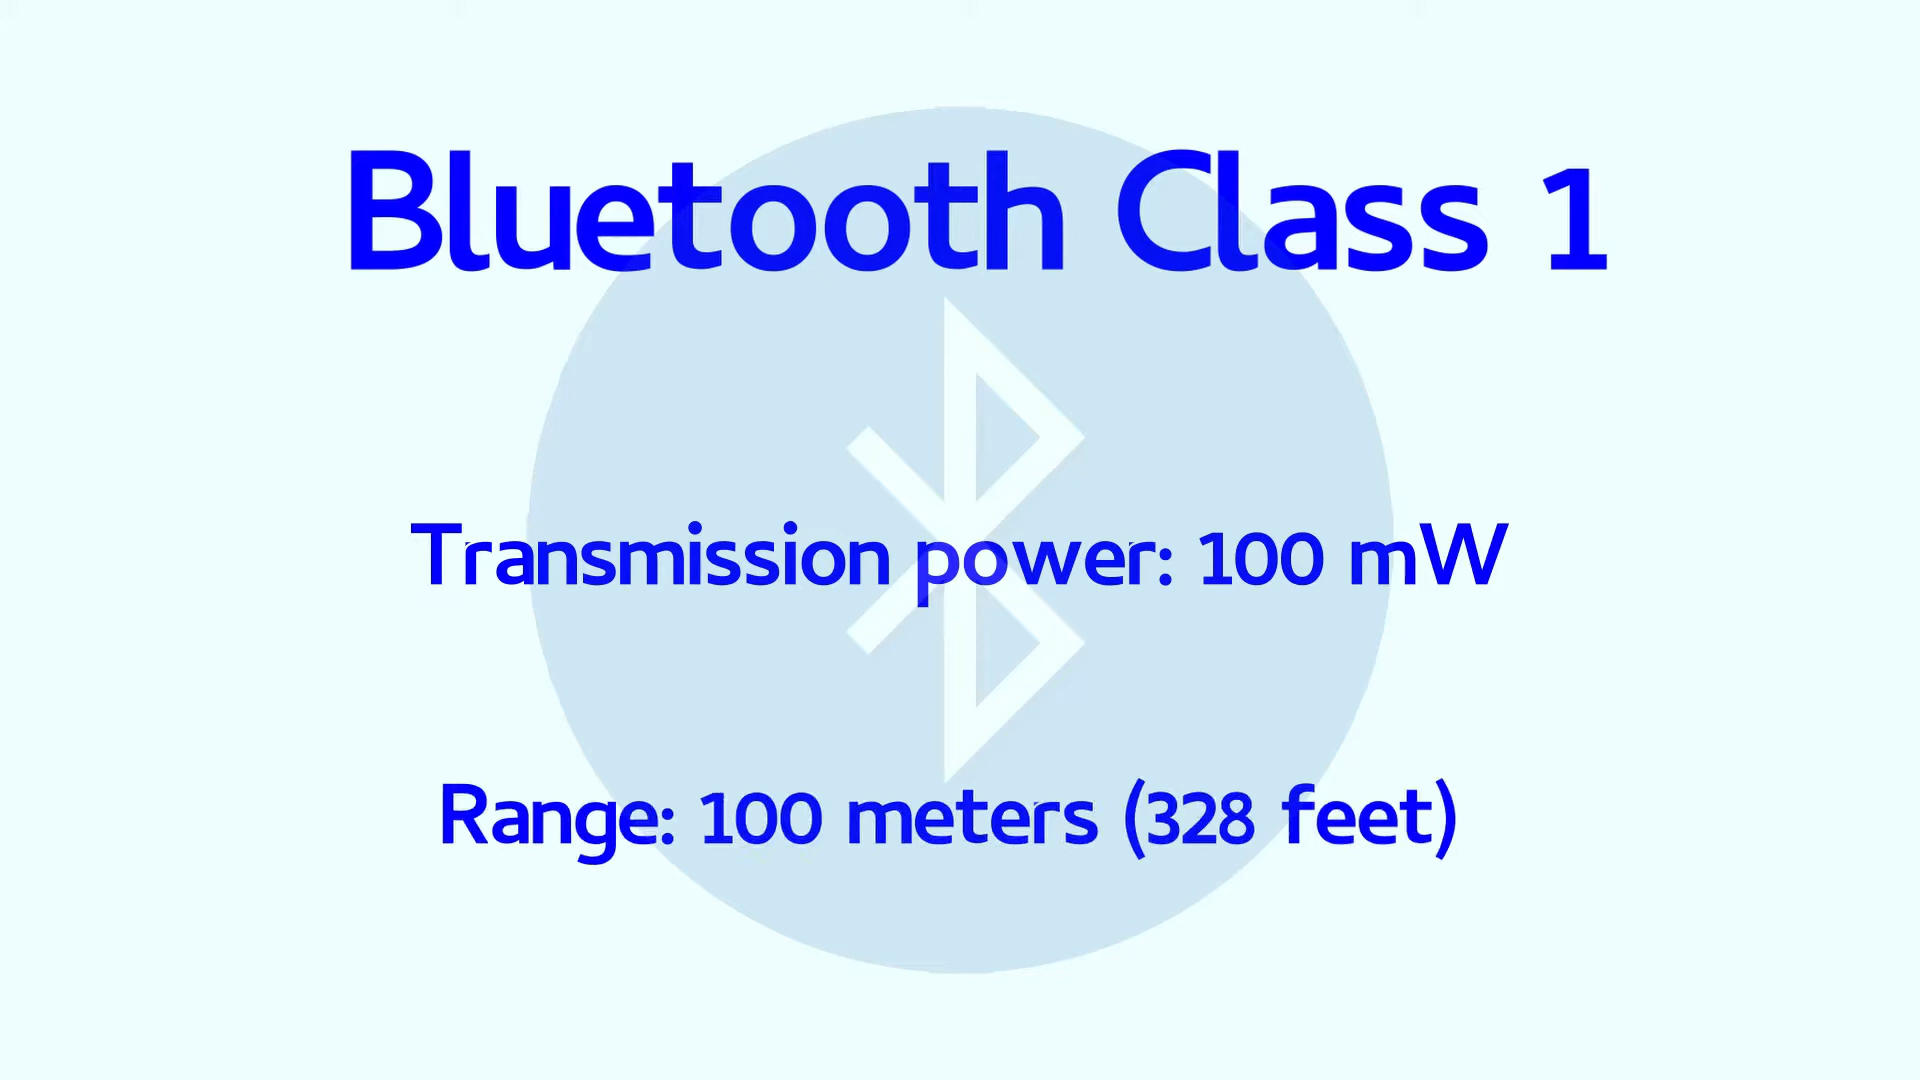 Bluetooth Class 1
Transmission power: 100 mW
Range: 100 meters (328 feet)